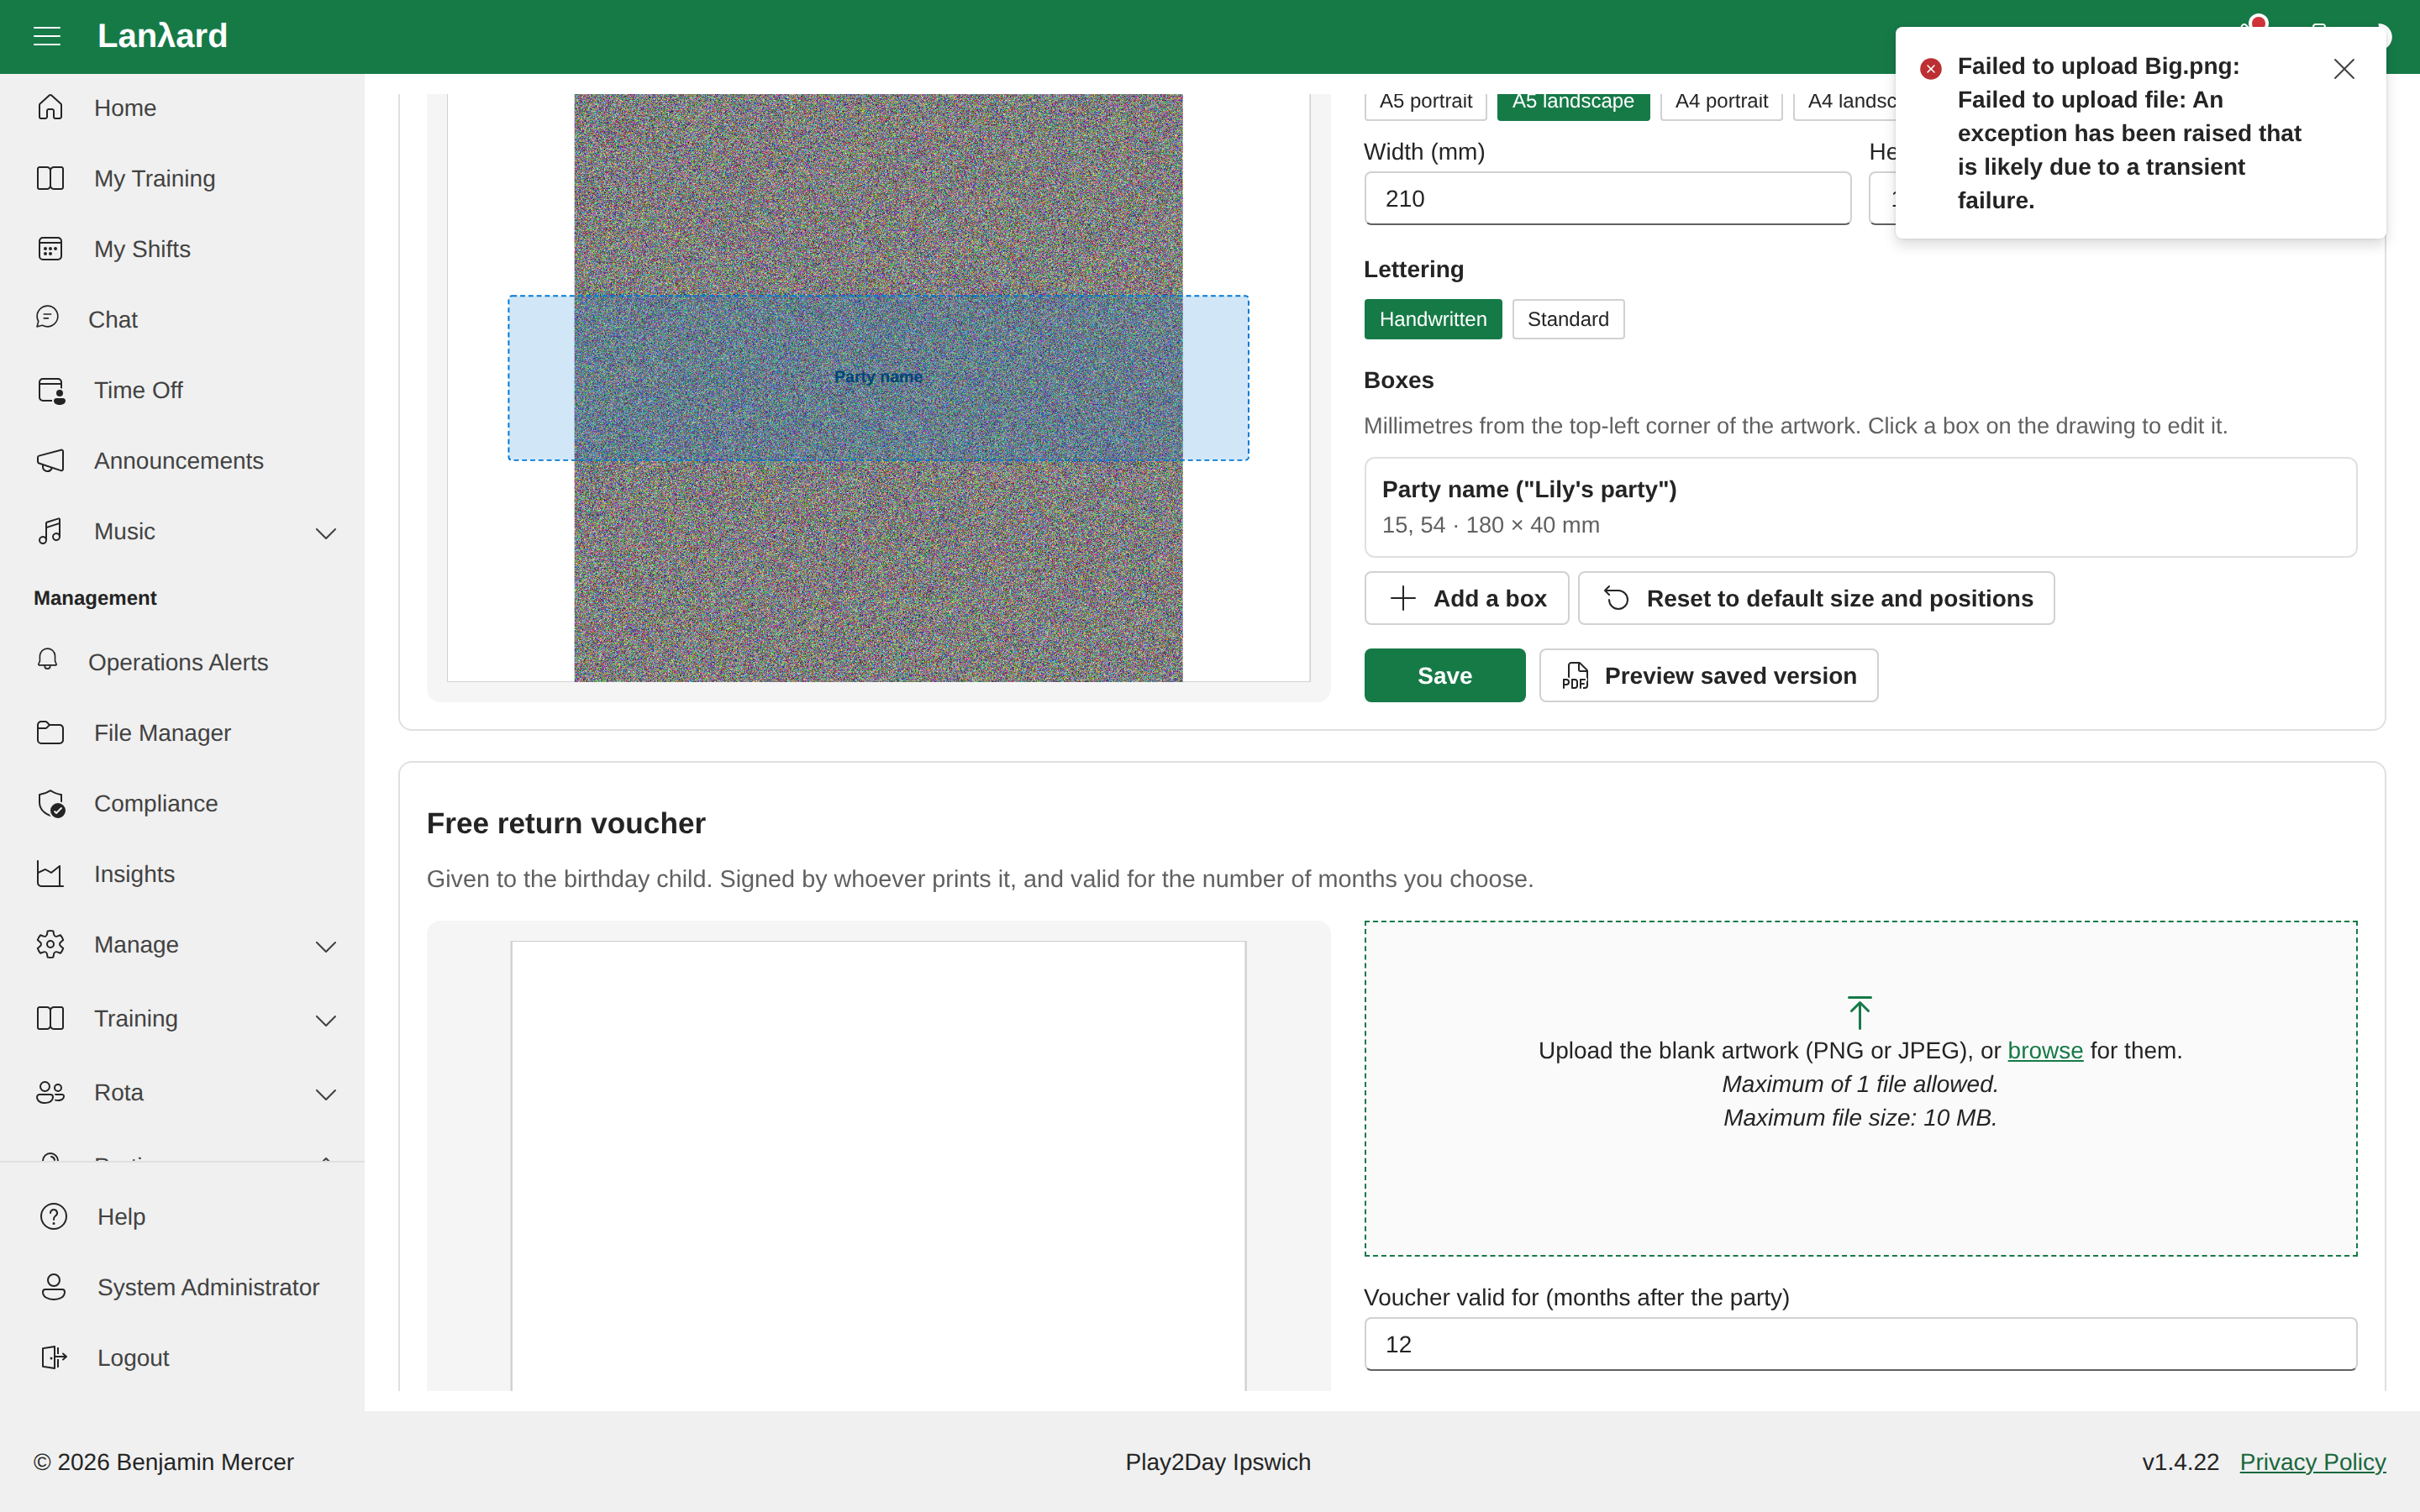 Lanλard
Failed to upload Big.png:
Failed to upload file: An
exception has been raised that
is likely due to a transient
failure.
Home
My Training
My Shifts
Chat
Time Off
Announcements
Music
Management
Operations Alerts
File Manager
Compliance
Insights
Manage
Training
Rota
Help
System Administrator
Logout
Party name
A5 portrait
A5 landscape
A4 portrait
Width (mm)
210
Lettering
Handwritten
Standard
Boxes
Millimetres from the top-left corner of the artwork. Click a box on the drawing to edit it.
Party name ("Lily's party")
15, 54 · 180 × 40 mm
Add a box
Reset to default size and positions
Save
PDF
Preview saved version
Free return voucher
Given to the birthday child. Signed by whoever prints it, and valid for the number of months you choose.
Upload the blank artwork (PNG or JPEG), or browse for them.
Maximum of 1 file allowed.
Maximum file size: 10 MB.
Voucher valid for (months after the party)
12
© 2026 Benjamin Mercer
Play2Day Ipswich
v1.4.22
Privacy Policy